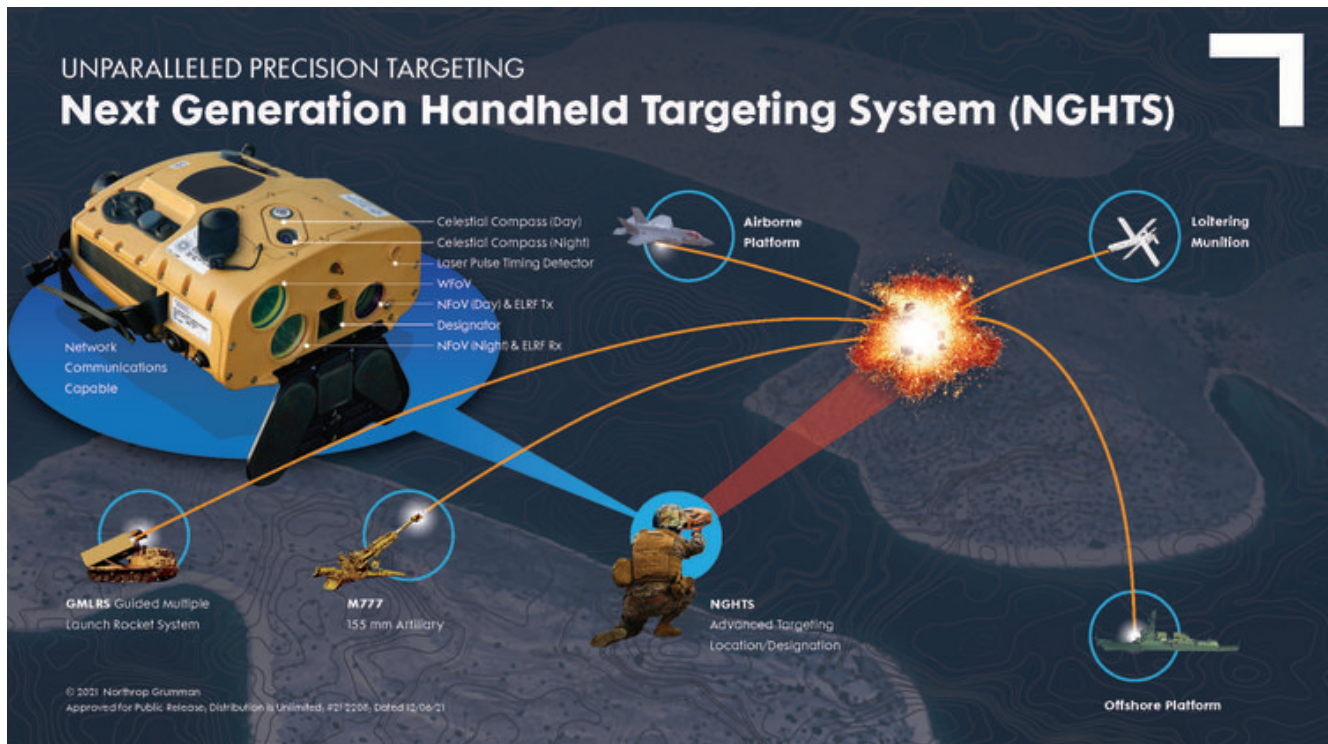 UNPARALLELED PRECISION TARGETING
Next Generation Handheld Targeting System (NGHTS)
Celestial Compass (Day)
Celestial Compass (Night)
Laser Pulse Timing Detector
WFoV
NFoV (Day) & ELRF Tx
Designator
NFoV (Night) & ELRF Rx
Network
Communications
Capable
Airborne
Platform
Loitering
Munition
GMLRS Guided Multiple
Launch Rocket System
M777
155 mm Artillary
NGHTS
Advanced Targeting
Location/Designation
Offshore Platform
© 2021 Northrop Grumman
Approved for Public Release; Distribution is Unlimited; #21-2208; Dated 12/06/21